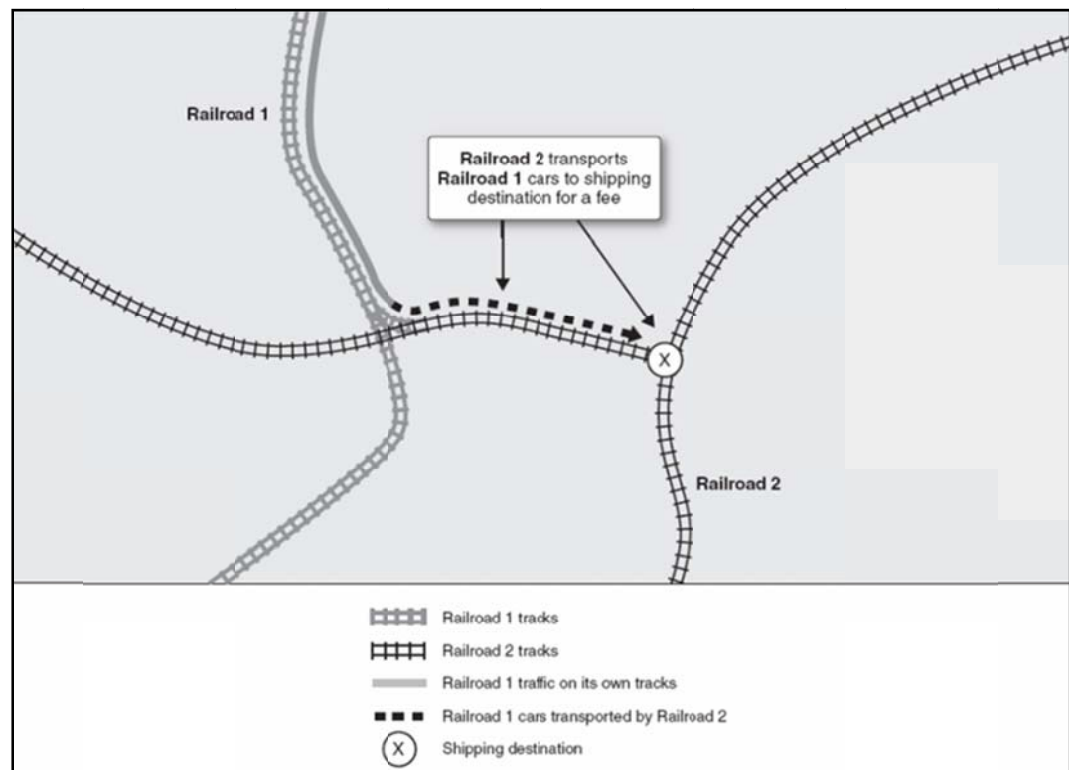 Railroad 1
Railroad 2 transports
Railroad 1 cars to shipping
destination for a fee
X
Railroad 2
Railroad 1 tracks
Railroad 2 tracks
Railroad 1 traffic on its own tracks
Railroad 1 cars transported by Railroad 2
X
Shipping destination